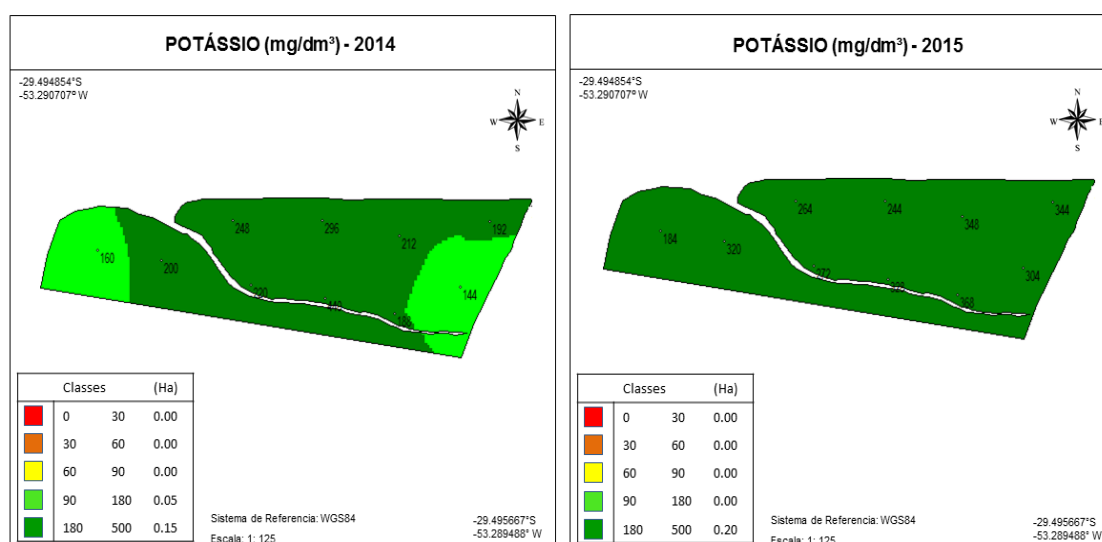 POTÁSSIO (mg/dm³) - 2014
-29.494854°S
-53.290707° W
N
W E
S
248
296
212
192
160
200
220
440
188
144
Classes (Ha)
0 30 0.00
30 60 0.00
60 90 0.00
90 180 0.05
180 500 0.15
Sistema de Referencia: WGS84
Escala: 1: 125
-29.495667°S
-53.289488° W
POTÁSSIO (mg/dm³) - 2015
-29.494854°S
-53.290707° W
N
W E
S
264
244
348
344
184
320
272
304
368
Classes (Ha)
0 30 0.00
30 60 0.00
60 90 0.00
90 180 0.00
180 500 0.20
Sistema de Referencia: WGS84
Escala: 1: 125
-29.495667°S
-53.289488° W